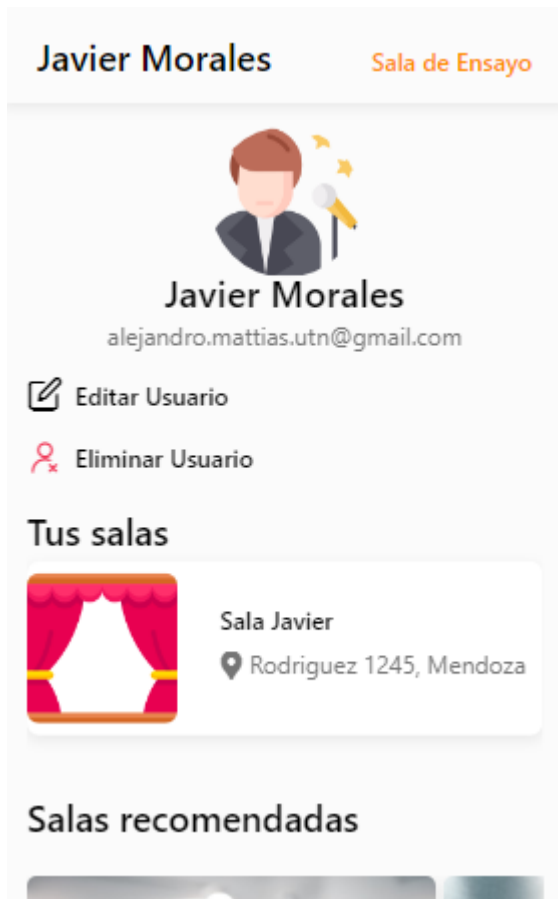 Javier Morales
Sala de Ensayo
Javier Morales
alejandro.mattias.utn@gmail.com
Editar Usuario
Eliminar Usuario
Tus salas
Sala Javier
Rodriguez 1245, Mendoza
Salas recomendadas